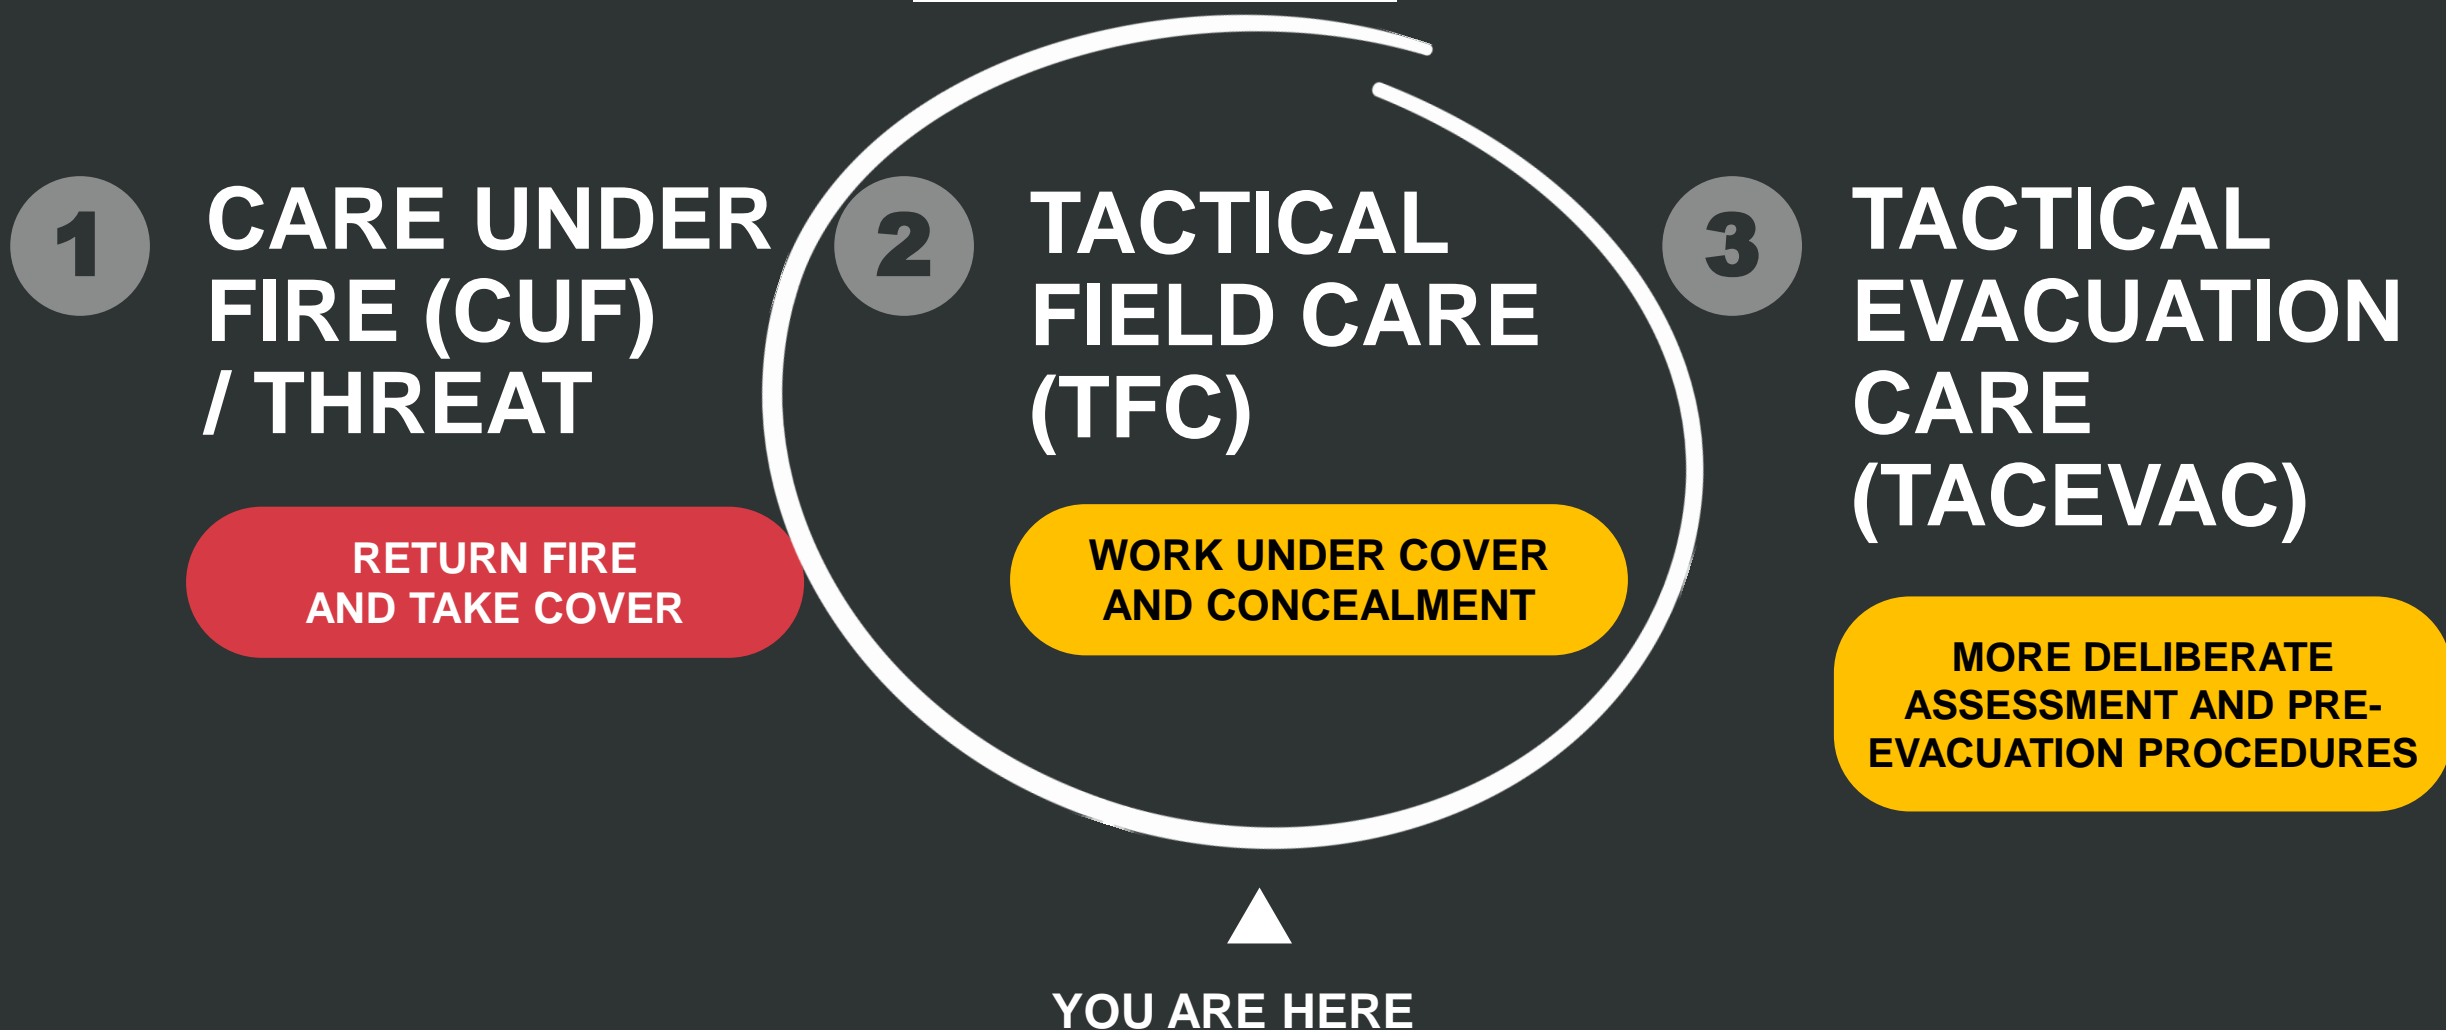 1
CARE UNDER
FIRE (CUF)
/ THREAT
RETURN FIRE
AND TAKE COVER
2
TACTICAL
FIELD CARE
(TFC)
WORK UNDER COVER
AND CONCEALMENT
3
TACTICAL
EVACUATION
CARE
(TACEVAC)
MORE DELIBERATE
ASSESSMENT AND PRE-
EVACUATION PROCEDURES
YOU ARE HERE